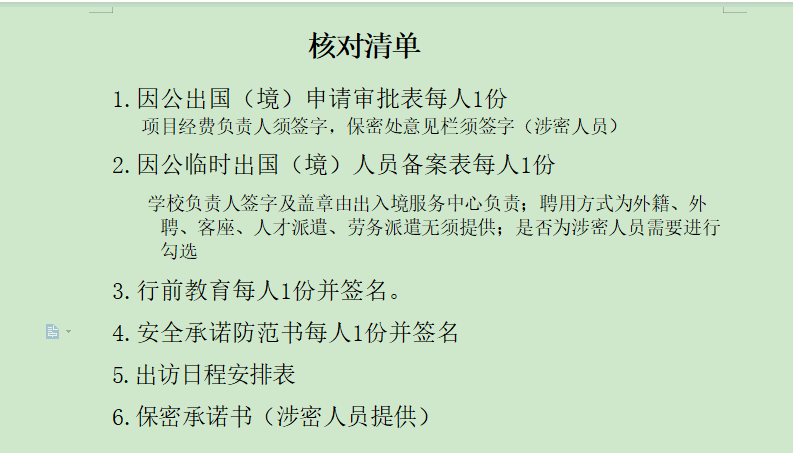 核对清单
1.因公出国（境）申请审批表每人1份
项目经费负责人须签字，保密处意见栏须签字（涉密人员）
2.因公临时出国（境）人员备案表每人1份
学校负责人签字及盖章由出入境服务中心负责；聘用方式为外籍、外
聘、客座、人才派遣、劳务派遣无须提供；是否为涉密人员需要进行
勾选
3.行前教育每人1份并签名。
4.安全承诺防范书每人1份并签名
5.出访日程安排表
6.保密承诺书（涉密人员提供）